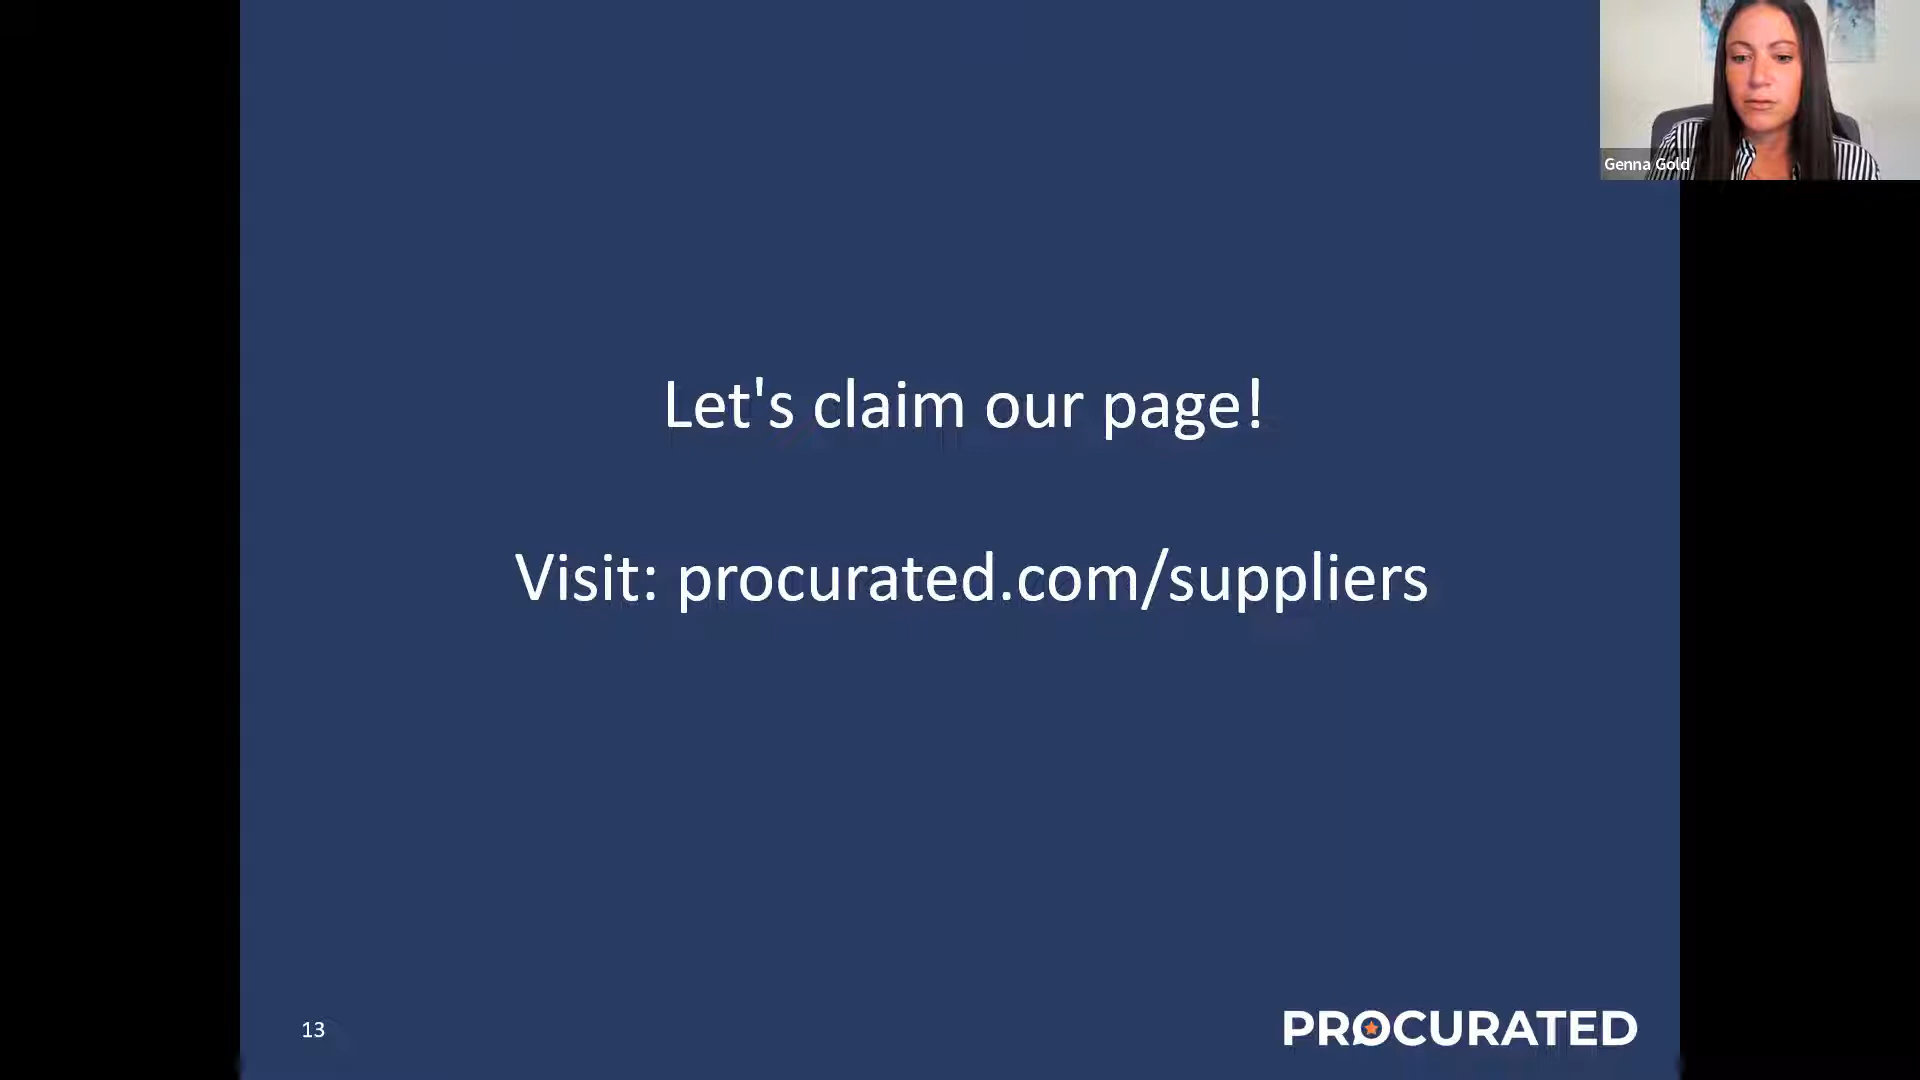 Genna Gold
Let's claim our page!
Visit: procurated.com/suppliers
13
PROCURATED